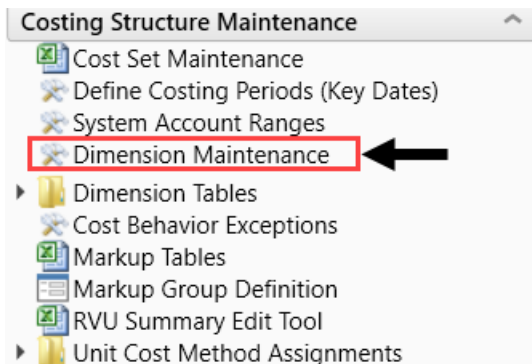 Costing Structure Maintenance
Cost Set Maintenance
Define Costing Periods (Key Dates)
System Account Ranges
Dimension Maintenance
Dimension Tables
Cost Behavior Exceptions
Markup Tables
Markup Group Definition
RVU Summary Edit Tool
Unit Cost Method Assignments